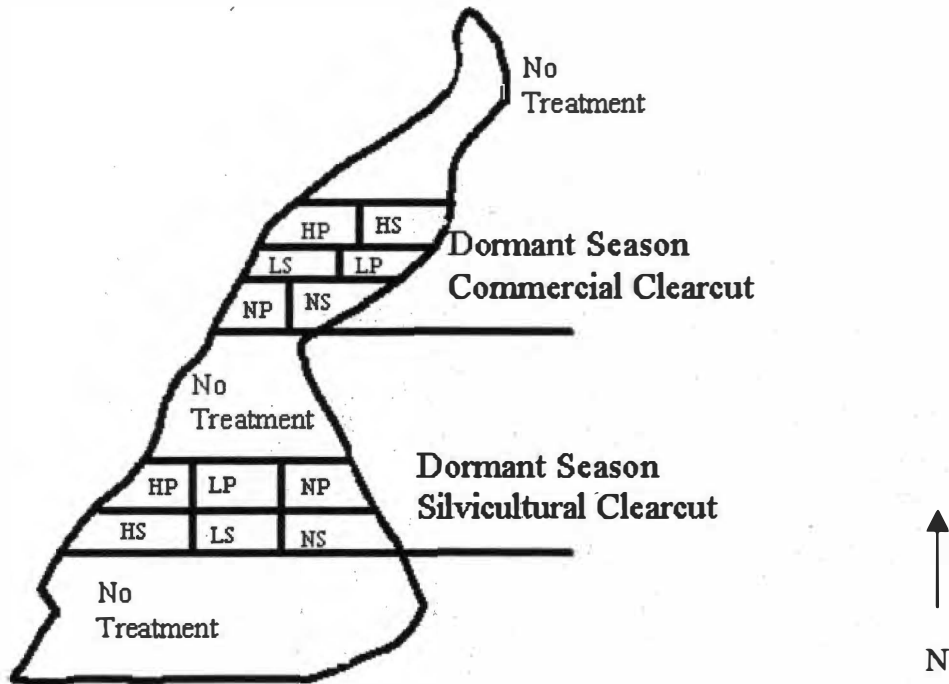 No
Treatment
HP HS
LS LP
NP NS
Dormant Season
Commercial Clearcut
No
Treatment
HP LP NP
HS LS NS
Dormant Season
Silvicultural Clearcut
No
Treatment
N